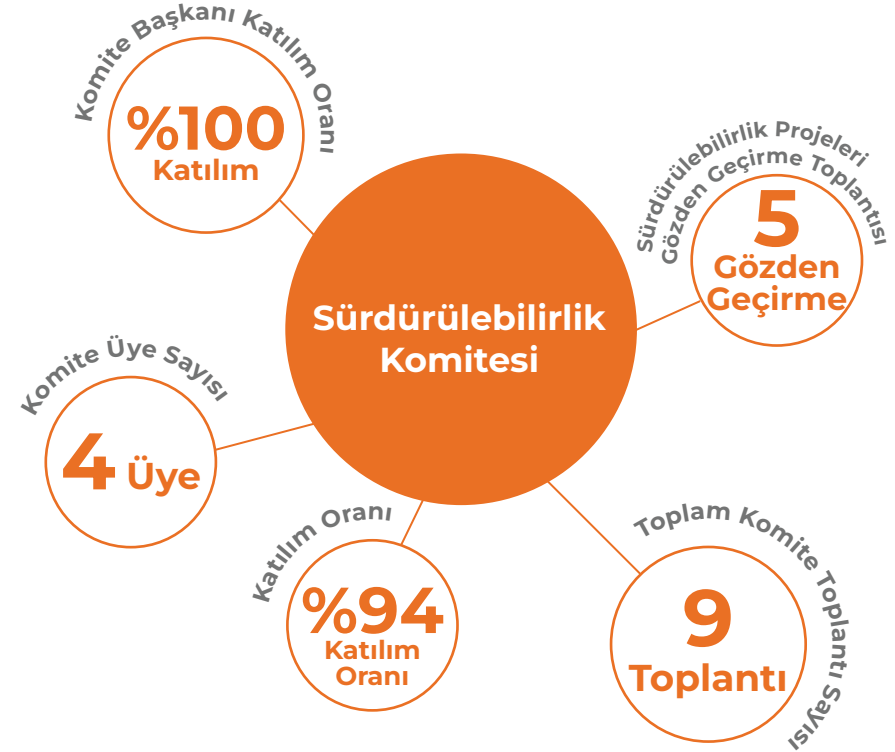 Komite Başkanı Katılım Oranı
%100
Katılım
Sürdürülebilirlik Projeleri
Gözden Geçirme Toplantısı
5
Gözden
Geçirme
Sürdürülebilirlik
Komitesi
Komite Üye Sayısı
4 Üye
Katılım Oranı
%94
Katılım
Oranı
Toplam Komite Toplantı Sayısı
9
Toplantı